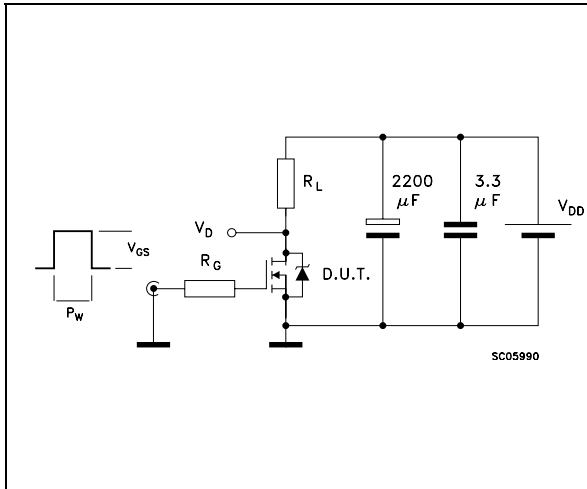 R_L
2200
μF
3.3
μF
V_DD
V_D
V_GS
R_G
D.U.T.
P_W
SC05990